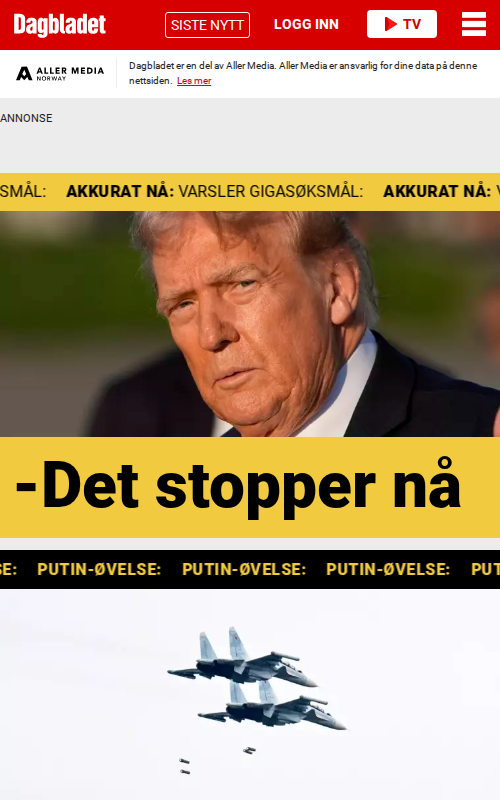 Dagbladet
SISTE NYTT
LOGG INN
TV
ALLER MEDIA
NORWAY
Dagbladet er en del av Aller Media. Aller Media er ansvarlig for dine data på denne
nettsiden. Les mer
ANNONSE
SMÅL: AKKURAT NÅ: VARSLER GIGASØKSMÅL: AKKURAT NÅ: V
-Det stopper nå
SE: PUTIN-ØVELSE: PUTIN-ØVELSE: PUTIN-ØVELSE: PUT